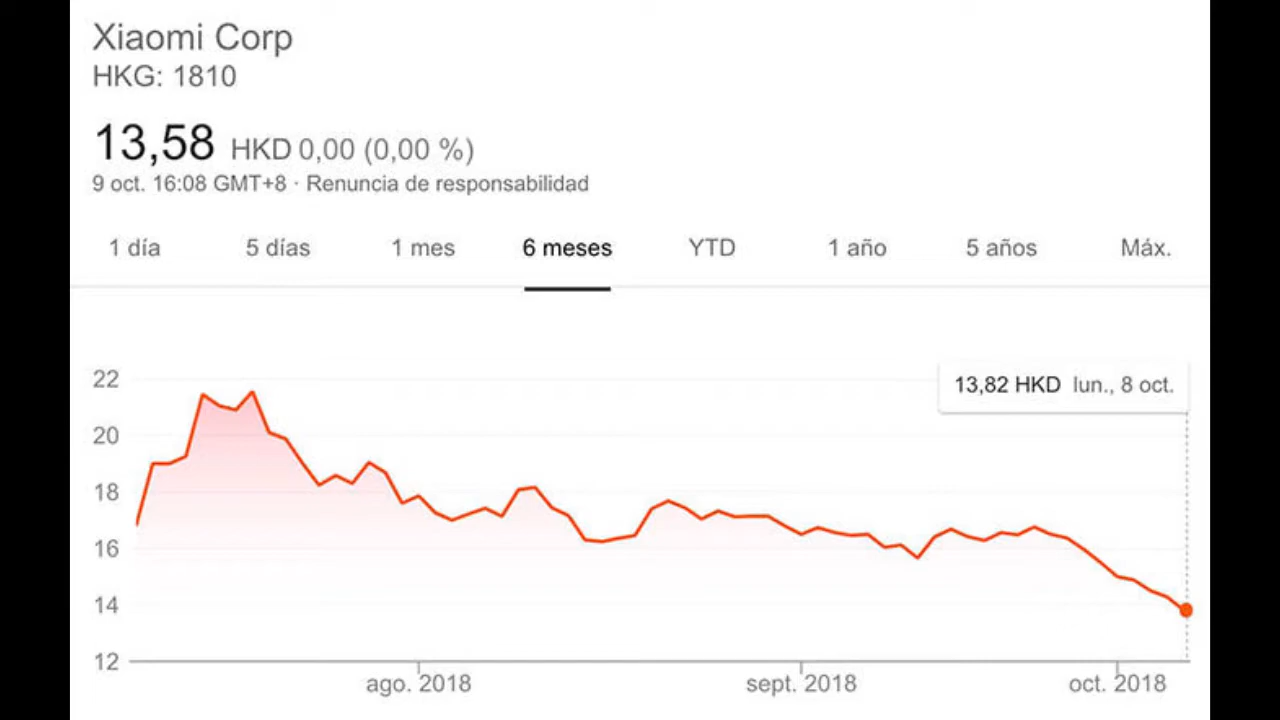 Xiaomi Corp
HKG: 1810
13,58 HKD 0,00 (0,00 %)
9 oct. 16:08 GMT+8 · Renuncia de responsabilidad
1 día 5 días 1 mes 6 meses YTD 1 año 5 años Máx.
13,82 HKD lun., 8 oct.
22
20
18
16
14
12
ago. 2018 sept. 2018 oct. 2018